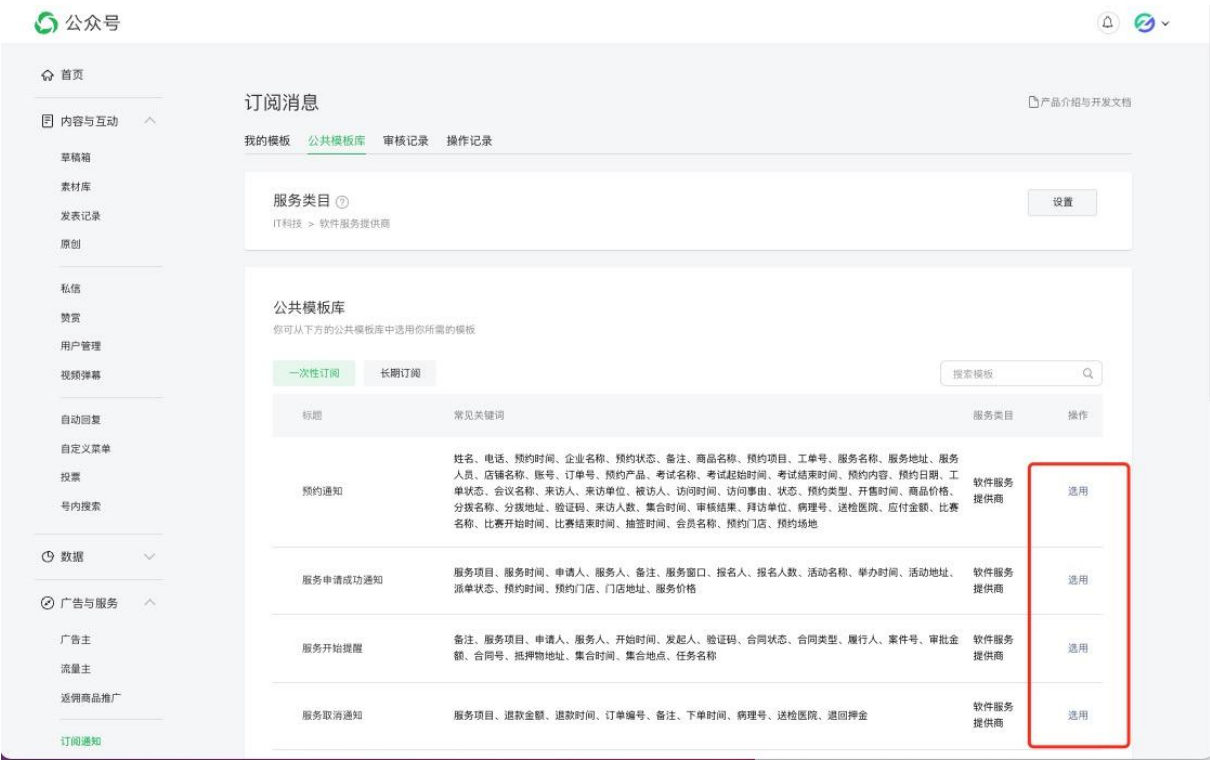 公众号
首页
内容与互动
草稿箱
素材库
发表记录
原创
私信
赞赏
用户管理
视频弹幕
自动回复
自定义菜单
投票
号内搜索
数据
广告与服务
广告主
流量主
返佣商品推广
订阅通知
订阅消息
产品介绍与开发文档
我的模板 公共模板库 审核记录 操作记录
服务类目 ?
设置
IT科技 > 软件服务提供商
公共模板库
你可从下方的公共模板库中选用你所需的模板
一次性订阅 长期订阅 搜索模板
标题 常见关键词 服务类目 操作
预约通知
姓名、电话、预约时间、企业名称、预约状态、备注、商品名称、预约项目、工单号、服务名称、服务地址、服务
人员、店铺名称、账号、订单号、预约产品、考试名称、考试起始时间、考试结束时间、预约内容、预约日期、工
单状态、会议名称、来访人、来访单位、被访人、访问时间、访问事由、状态、预约类型、开售时间、商品价格、
分拨名称、分拨地址、验证码、来访人数、集合时间、审核结果、拜访单位、病理号、送检医院、应付金额、比赛
名称、比赛开始时间、比赛结束时间、抽签时间、会员名称、预约门店、预约场地
软件服务
提供商
选用
服务申请成功通知
服务项目、服务时间、申请人、服务人、备注、服务窗口、报名人、报名人数、活动名称、举办时间、活动地址、
派单状态、预约时间、预约门店、门店地址、服务价格
软件服务
提供商
选用
服务开始提醒
备注、服务项目、申请人、服务人、开始时间、发起人、验证码、合同状态、合同类型、履行人、案件号、审批金
额、合同号、抵押物地址、集合时间、集合地点、任务名称
软件服务
提供商
选用
服务取消通知
服务项目、退款金额、退款时间、订单编号、备注、下单时间、病理号、送检医院、退回押金
软件服务
提供商
选用